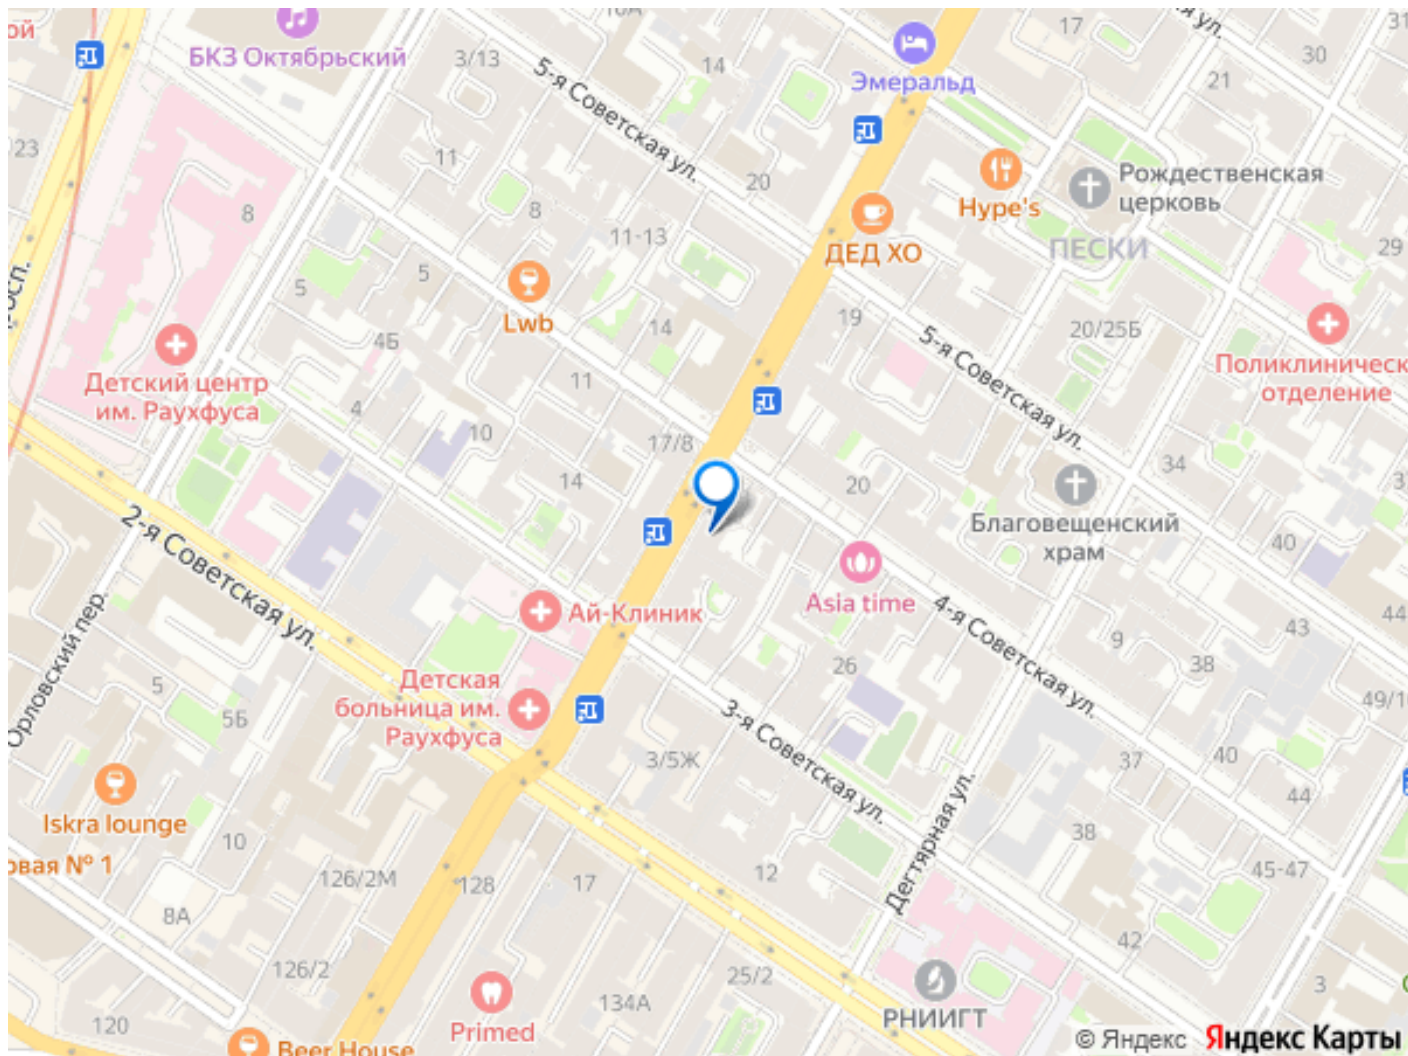 ой
БКЗ Октябрьский
3/13
14
Эмеральд
17
30
31
21
5-я Советская ул.
23
11
20
8
8
11-13
Hype's
Рождественская
церковь
ПЕСКИ
29
ДЕД ХО
5
5
Lwb
4Б
14
19
20/25Б
5-я Советская ул.
Поликлиническ
отделение
Детский центр
им. Раухфуса
11
4
10
17/8
14
20
34
Благовещенский
храм
40
2-я Советская ул.
Ай-Клиник
Asia time
4-я Советская ул.
9
43
44
38
26
Орловский пер.
5
5Б
Детская
больница им.
Раухфуса
3-я Советская ул.
3/5Ж
49/1
40
37
44
38
Дегтярная ул.
Iskra lounge
10
овая № 1
126/2М
128
17
12
45-47
8А
42
126/2
25/2
134А
3
120
Primed
РНИИГТ
Beer House
© Яндекс Яндекс Карты